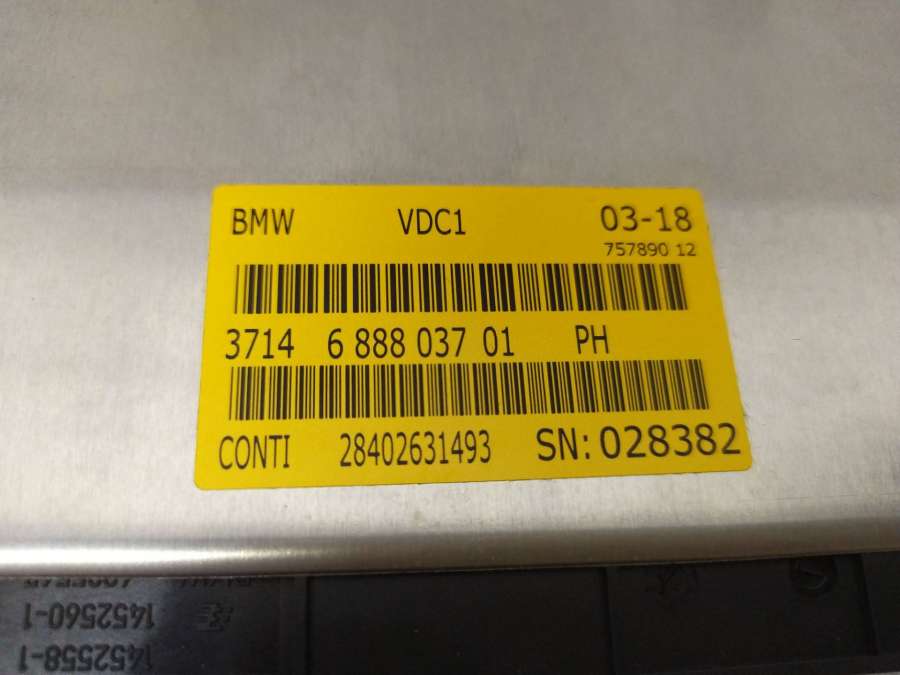 BMW VDC1 03-18
757890 12
3714 6 888 037 01 PH
CONTI 28402631493 SN: 028382
1452560-1
1452558-1